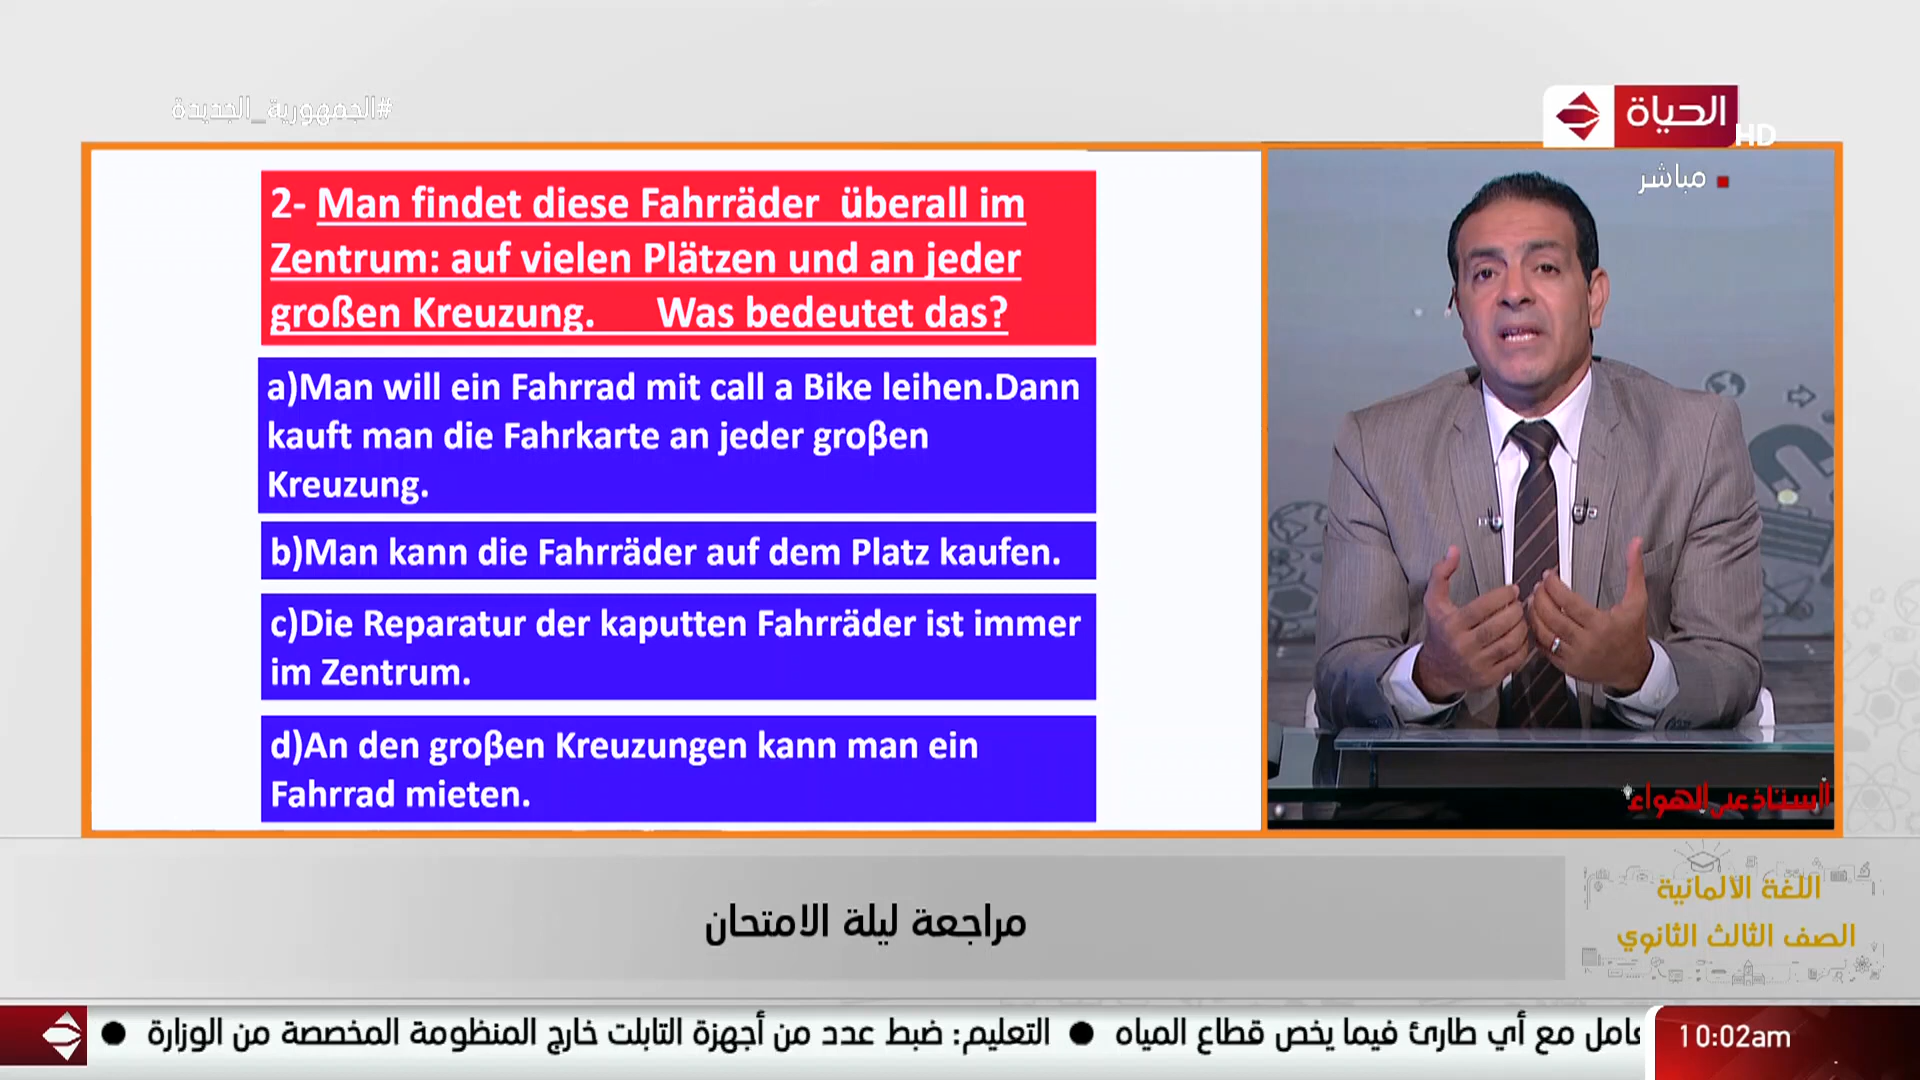 #الجمهورية_الجديدة
الحياة
HD
مباشر
2- Man findet diese Fahrräder überall im
Zentrum: auf vielen Plätzen und an jeder
großen Kreuzung. Was bedeutet das?
a)Man will ein Fahrrad mit call a Bike leihen.Dann
kauft man die Fahrkarte an jeder groβen
Kreuzung.
b)Man kann die Fahrräder auf dem Platz kaufen.
c)Die Reparatur der kaputten Fahrräder ist immer
im Zentrum.
d)An den groβen Kreuzungen kann man ein
Fahrrad mieten.
أستاذ على الهواء
اللغة الألمانية
الصف الثالث الثانوي
مراجعة ليلة الامتحان
عامل مع أي طارئ فيما يخص قطاع المياه ● التعليم: ضبط عدد من أجهزة التابلت خارج المنظومة المخصصة من الوزارة ●
10:02am